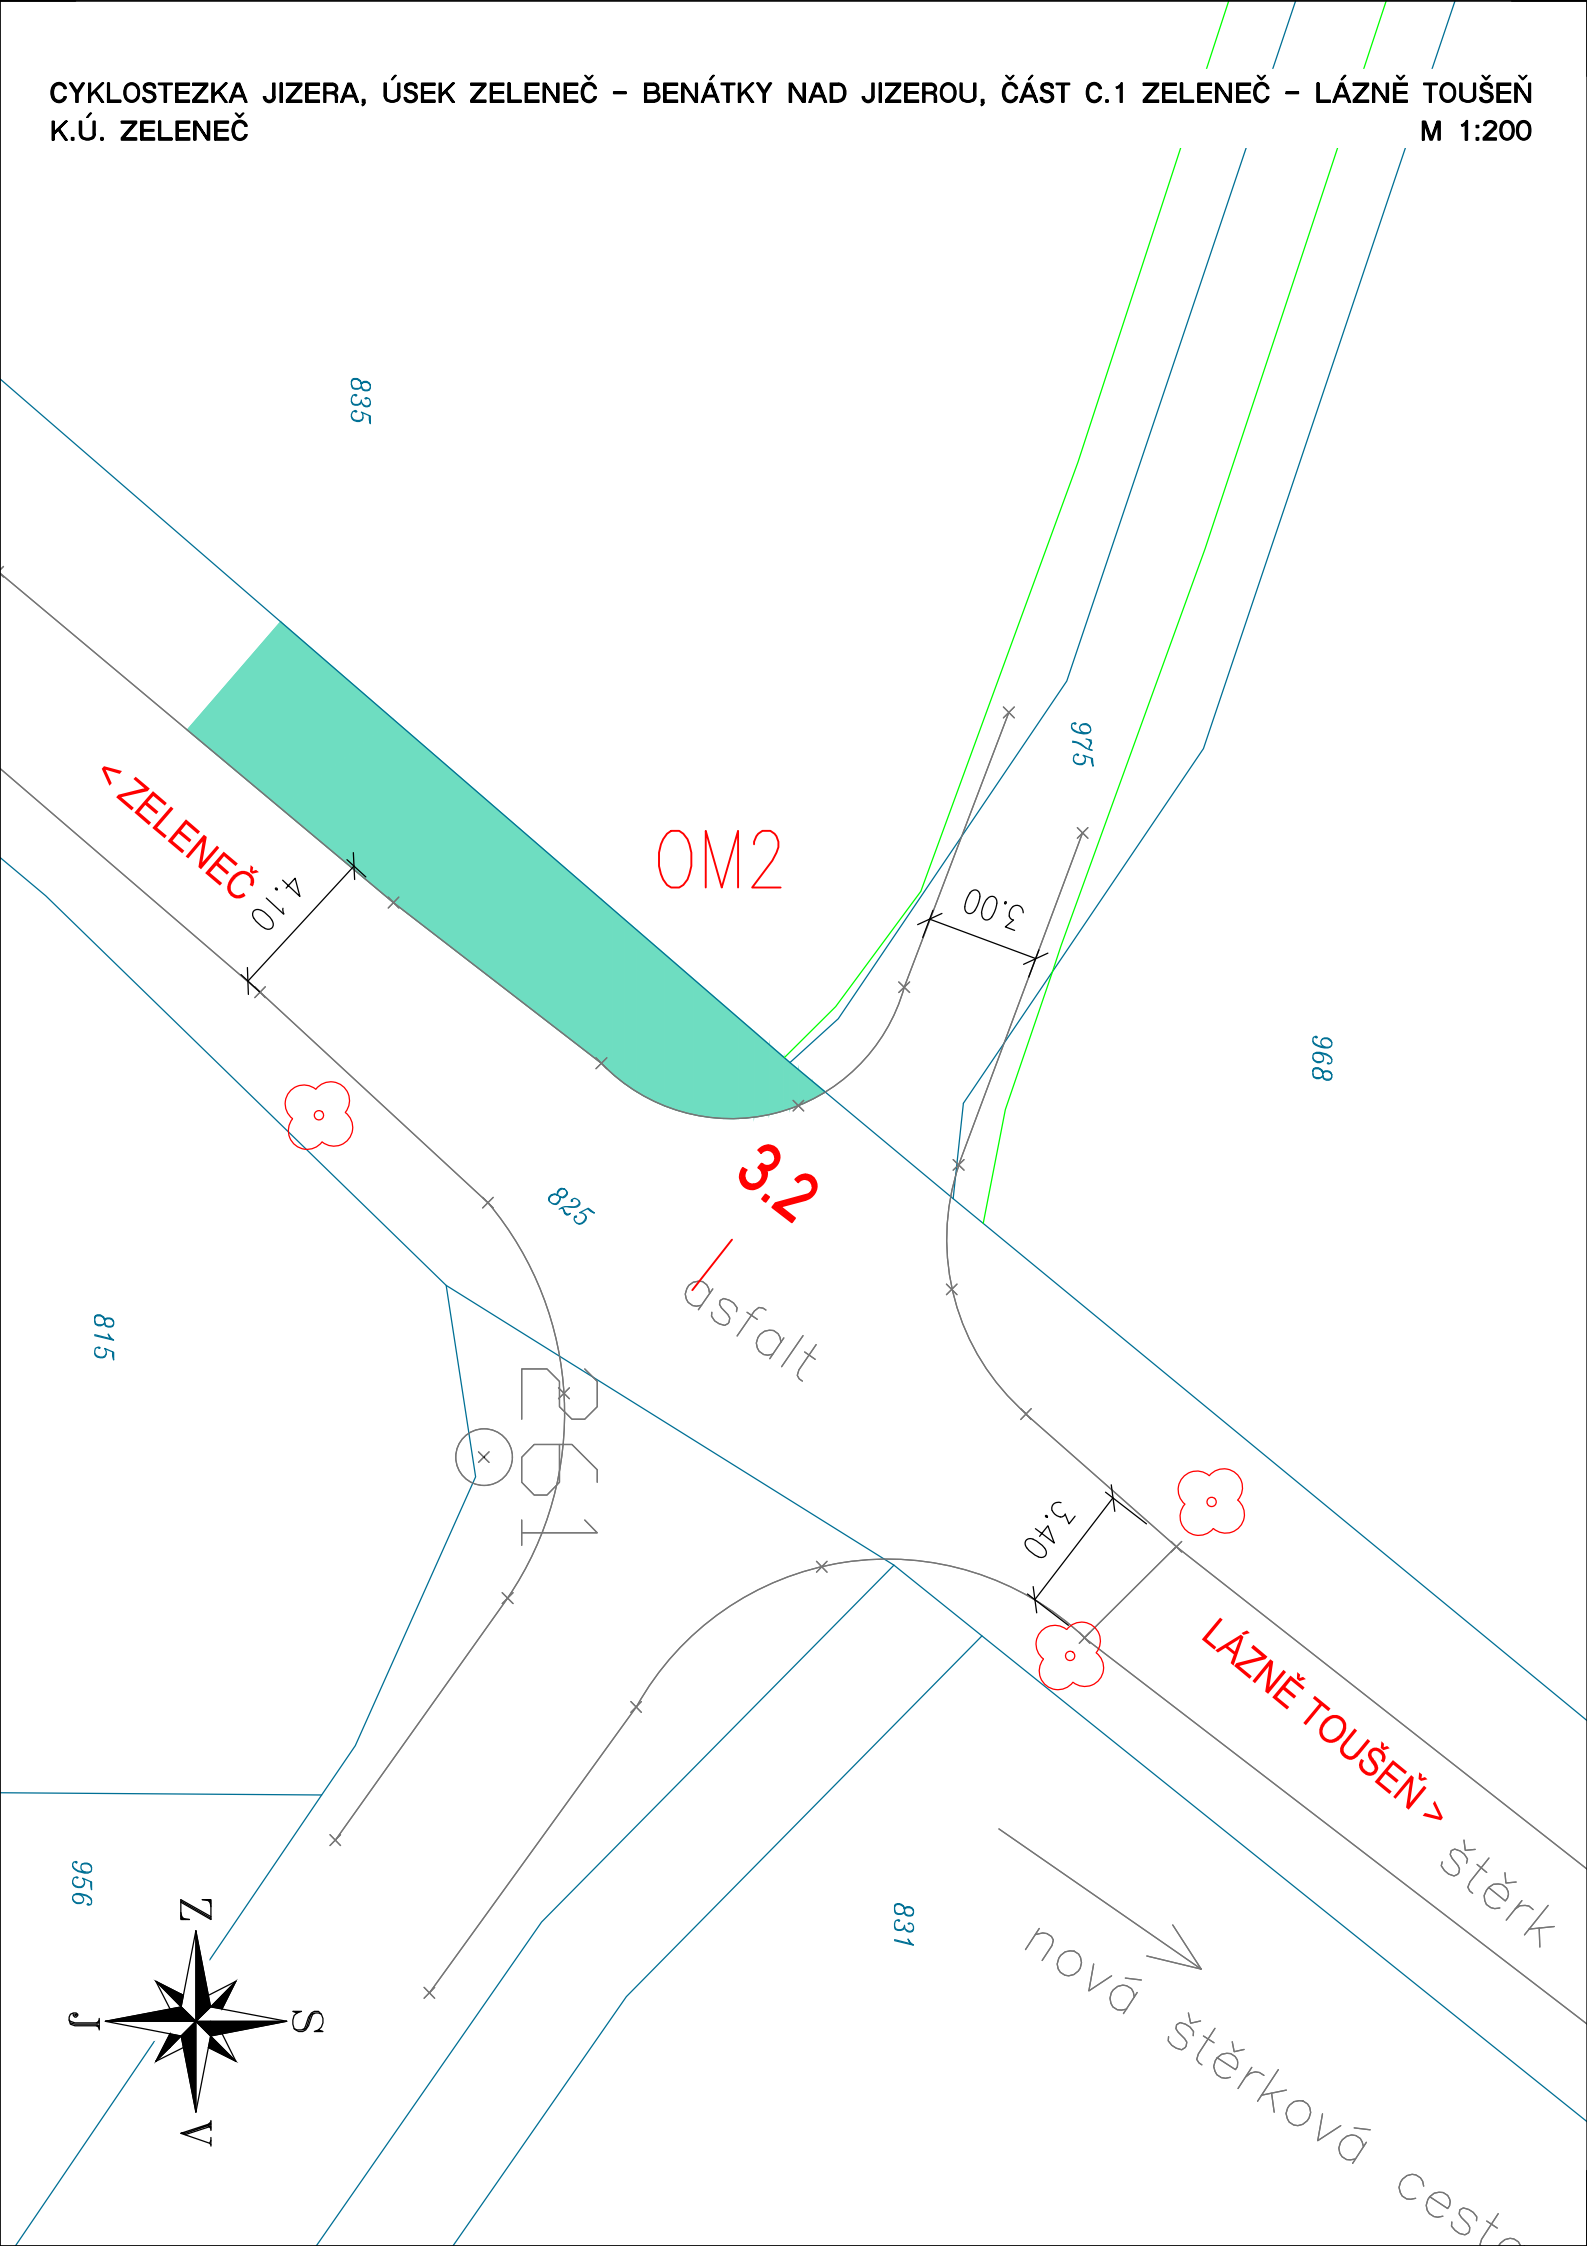 CYKLOSTEZKA JIZERA, ÚSEK ZELENEČ – BENÁTKY NAD JIZEROU, ČÁST C.1 ZELENEČ – LÁZNĚ TOUŠEŇ
K.Ú. ZELENEČ
M 1:200
835
975
< ZELENEČ
4.10
OM2
3.00
968
3.2
825
asfalt
815
261
3.40
LÁZNĚ TOUŠEŇ >
štěrk
956
831
nová štěrková cesta
Z
S
J
V